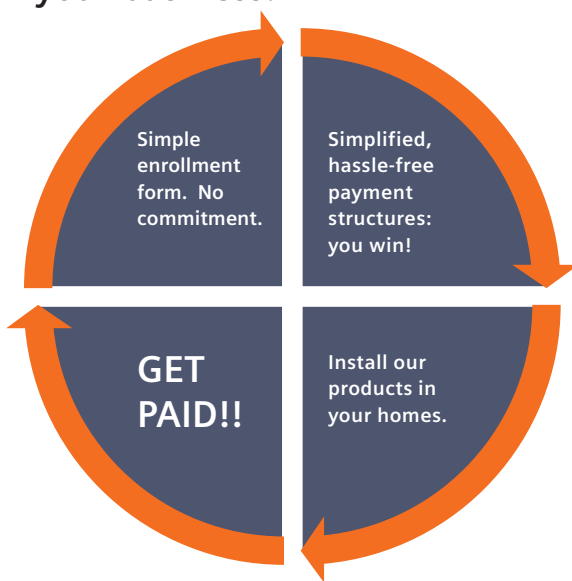 Simple
enrollment
form.  No
commitment.
Simplified,
hassle-free
payment
structures:
you win!
GET
PAID!!
Install our
products in
your homes.